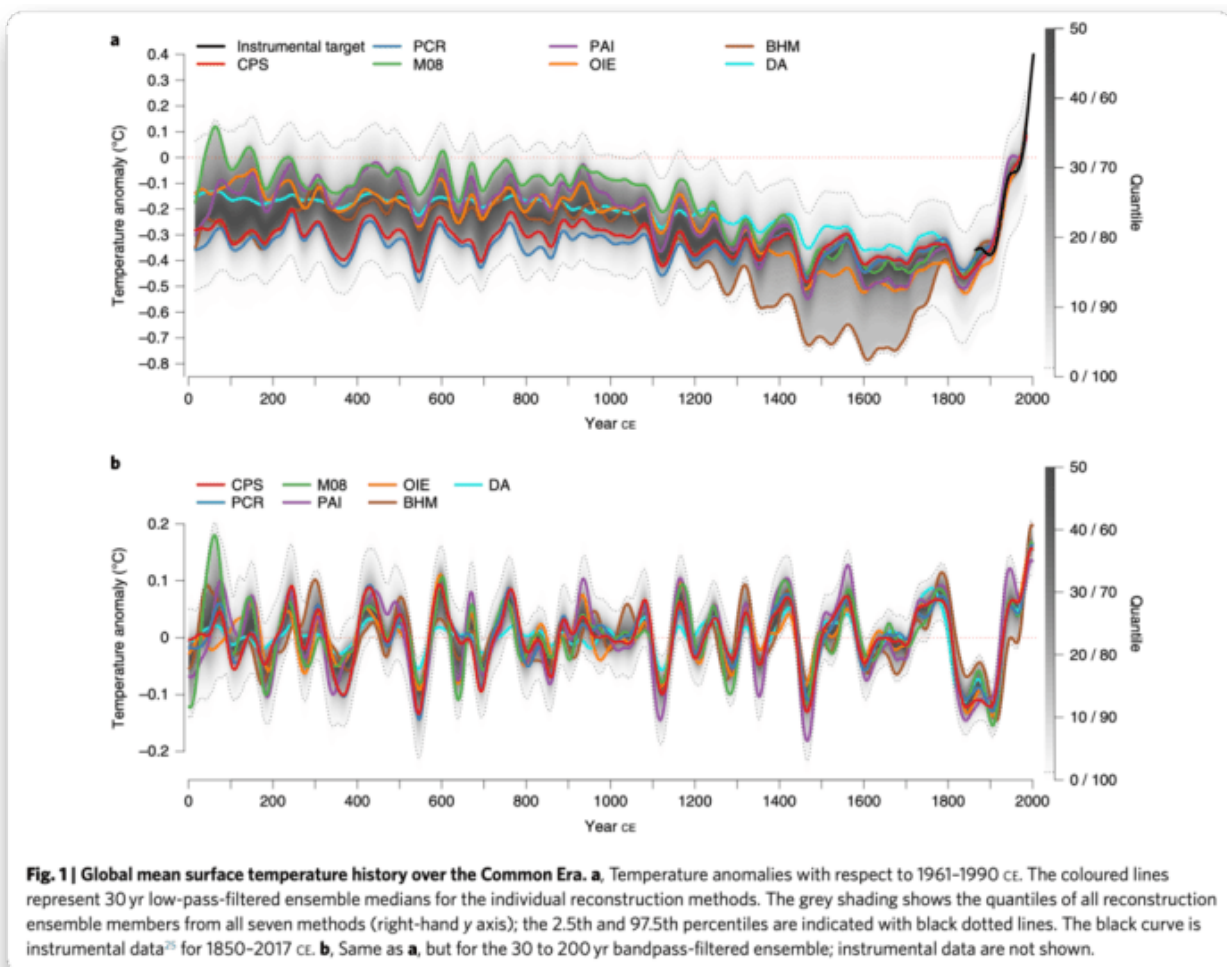 a
Instrumental target PCR PAI BHM
CPS M08 OIE DA
50
40 / 60
30 / 70
20 / 80
10 / 90
0 / 100
Quantile
0.4
0.3
0.2
0.1
0
−0.1
−0.2
−0.3
−0.4
−0.5
−0.6
−0.7
−0.8
Temperature anomaly (°C)
0 200 400 600 800 1000 1200 1400 1600 1800 2000
Year CE
b
CPS M08 OIE DA
PCR PAI BHM
50
40 / 60
30 / 70
20 / 80
10 / 90
0 / 100
Quantile
0.2
0.1
0
−0.1
−0.2
Temperature anomaly (°C)
0 200 400 600 800 1000 1200 1400 1600 1800 2000
Year CE
Fig. 1 | Global mean surface temperature history over the Common Era. a, Temperature anomalies with respect to 1961–1990 CE. The coloured lines
represent 30 yr low-pass-filtered ensemble medians for the individual reconstruction methods. The grey shading shows the quantiles of all reconstruction
ensemble members from all seven methods (right-hand y axis); the 2.5th and 97.5th percentiles are indicated with black dotted lines. The black curve is
instrumental data25 for 1850–2017 CE. b, Same as a, but for the 30 to 200 yr bandpass-filtered ensemble; instrumental data are not shown.